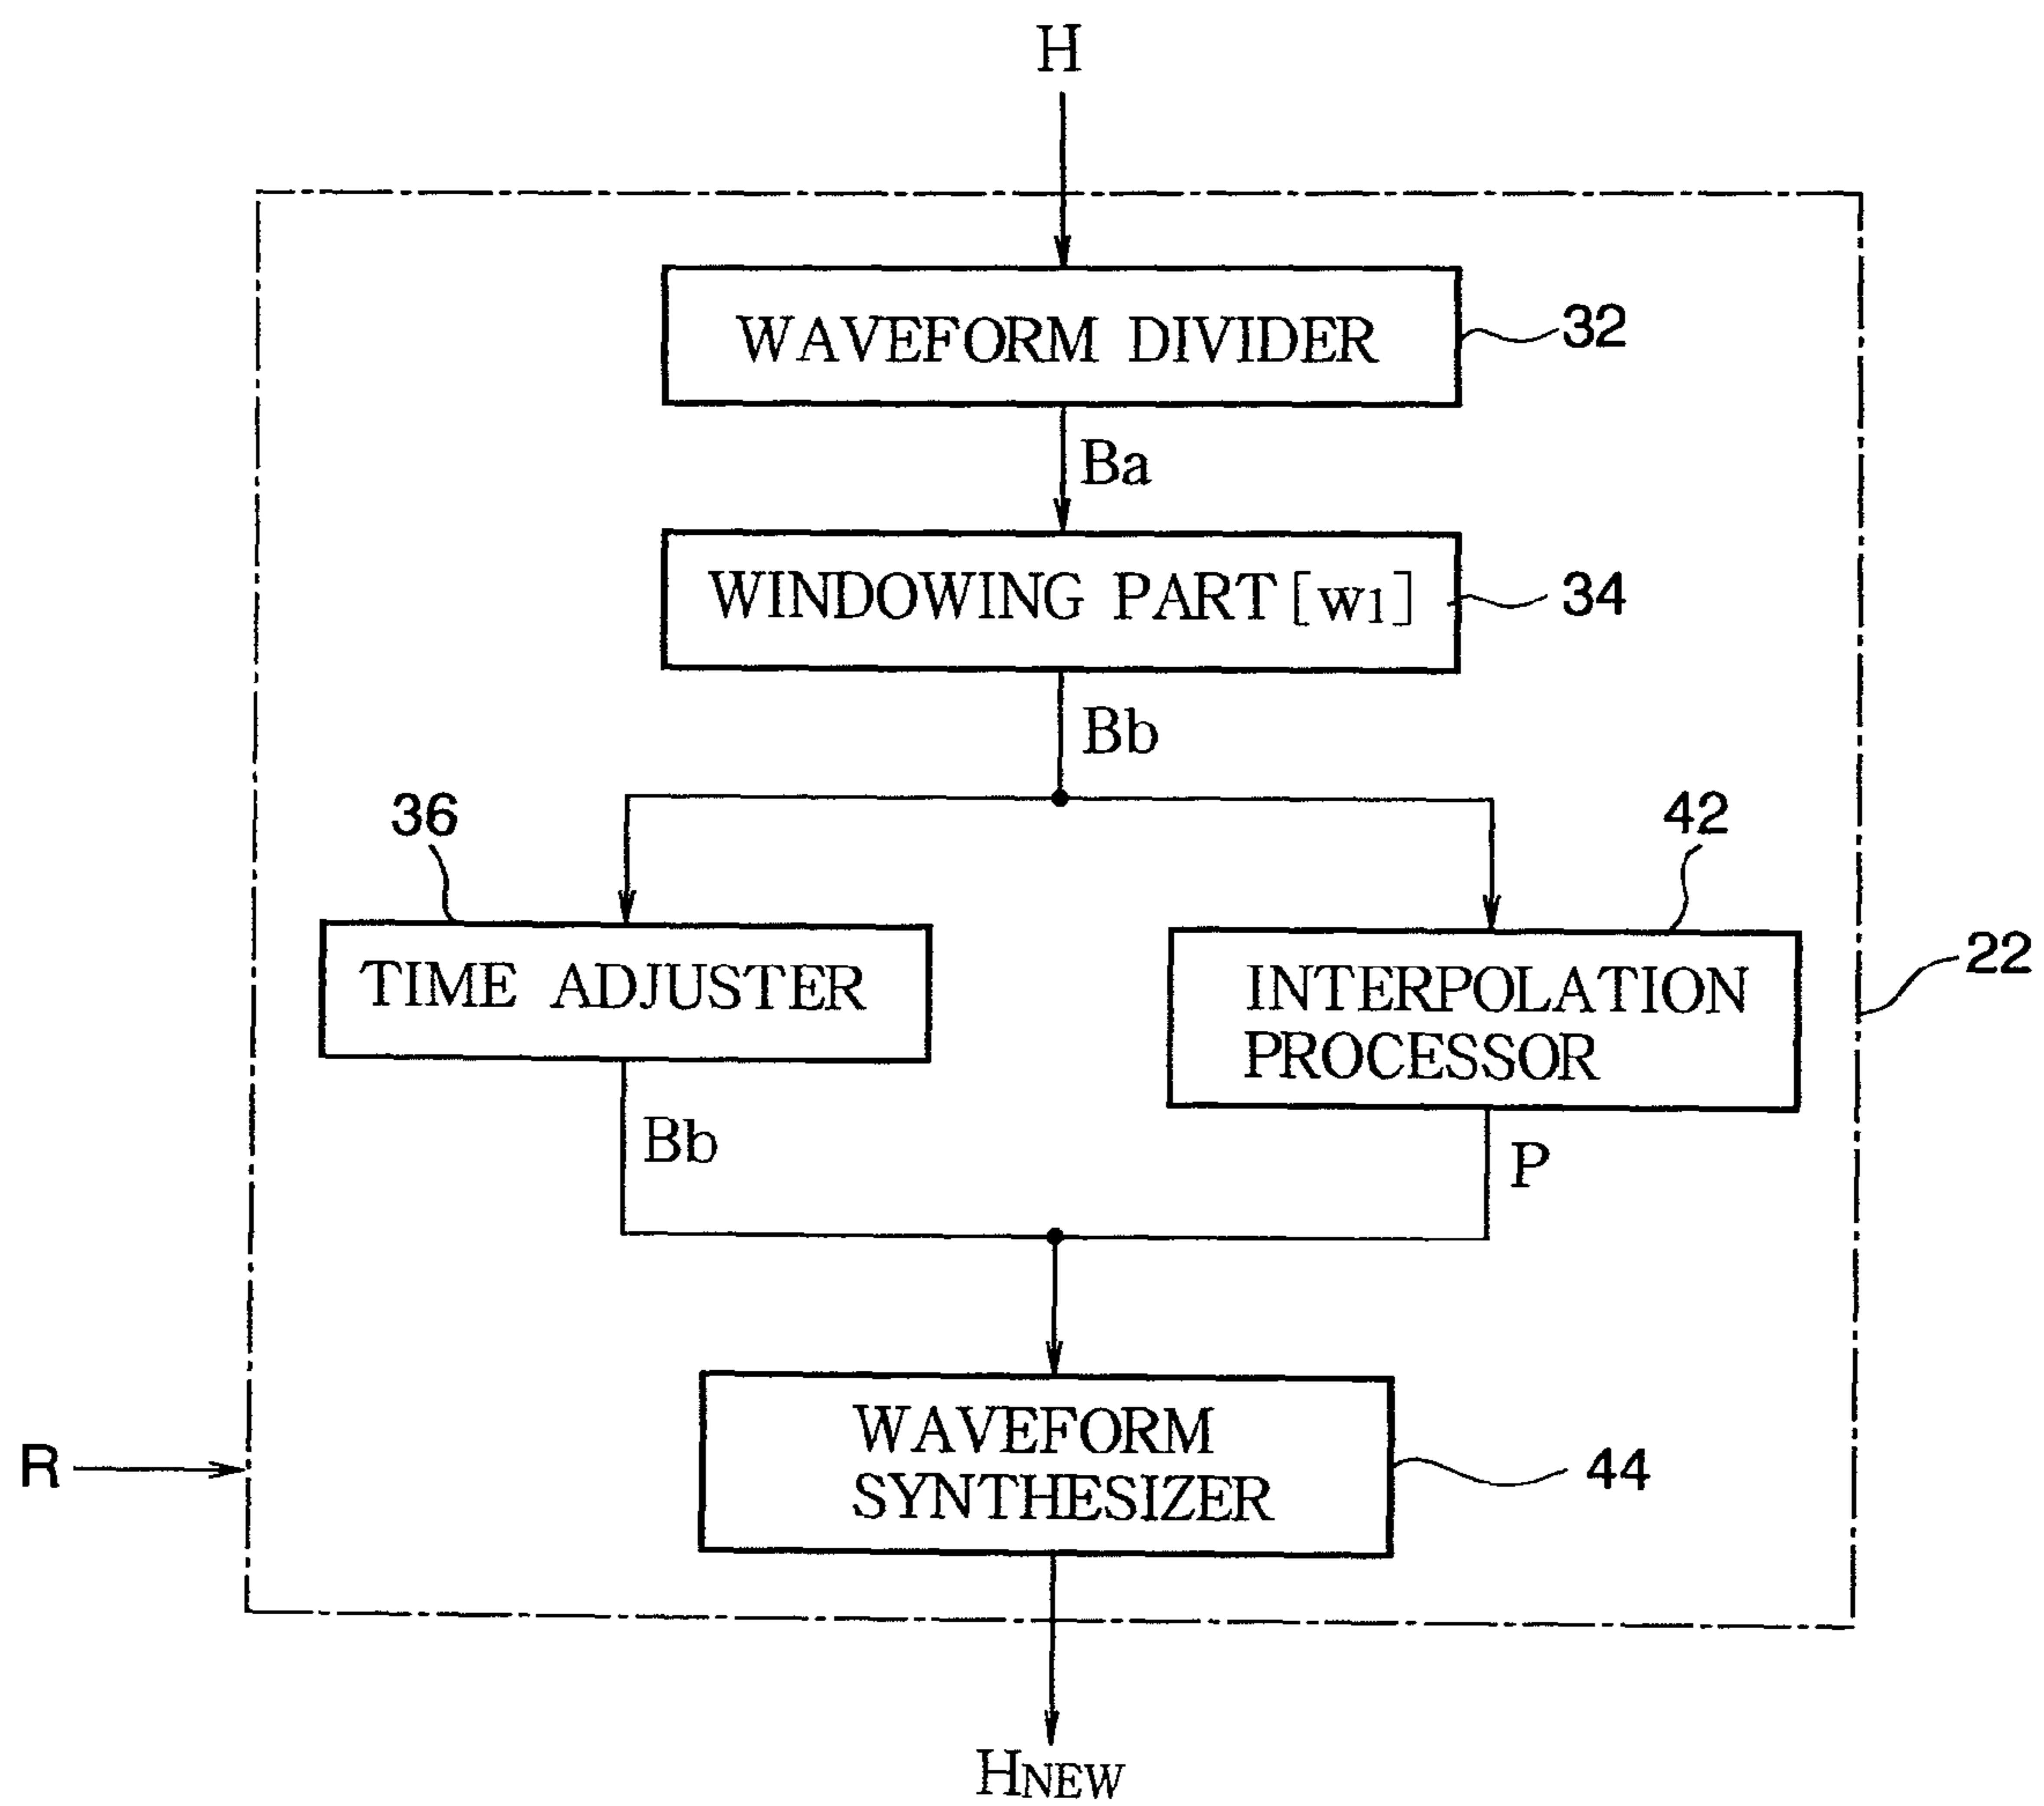 H
WAVEFORM DIVIDER
32
Ba
WINDOWING PART [w1]
34
Bb
36
42
TIME ADJUSTER
INTERPOLATION
PROCESSOR
22
Bb
P
WAVEFORM
SYNTHESIZER
R
44
HNEW